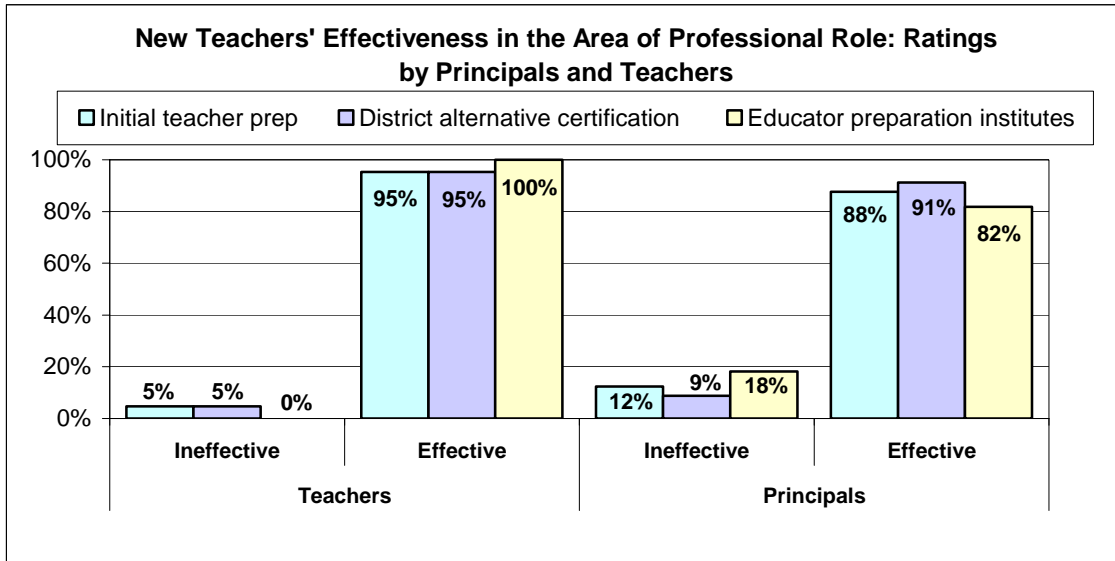 New Teachers' Effectiveness in the Area of Professional Role: Ratings
by Principals and Teachers
Initial teacher prep District alternative certification Educator preparation institutes
100%
80%
60%
40%
20%
0%
5% 5% 0% 95% 95% 100% 12% 9% 18% 88% 91% 82%
Ineffective Effective Ineffective Effective
Teachers Principals